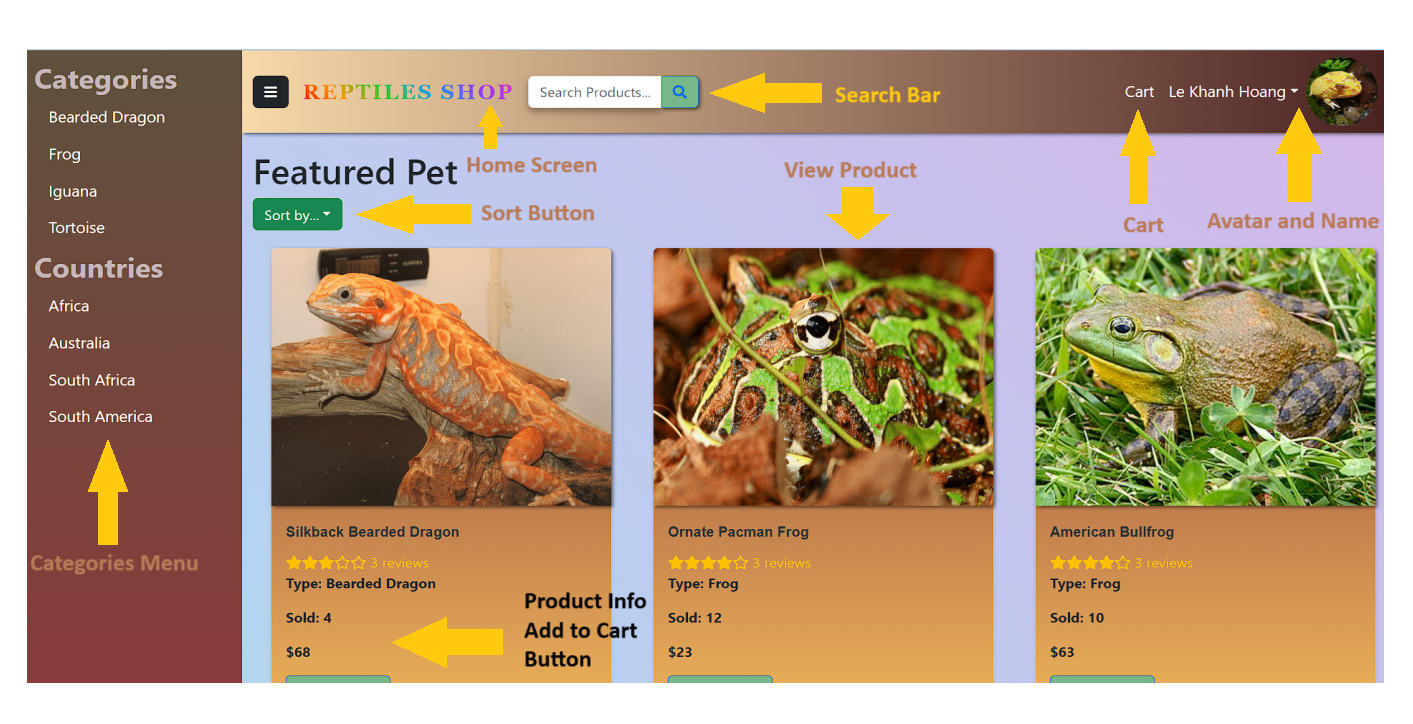 Categories
Bearded Dragon
Frog
Iguana
Tortoise
Countries
Africa
Australia
South Africa
South America
Categories Menu
REPTILES SHOP
Search Products...
Search Bar
Cart
Le Khanh Hoang
Home Screen
View Product
Cart
Avatar and Name
Featured Pet
Sort by...
Sort Button
Silkback Bearded Dragon
3 reviews
Type: Bearded Dragon
Sold: 4
$68
Product Info
Add to Cart
Button
Ornate Pacman Frog
3 reviews
Type: Frog
Sold: 12
$23
American Bullfrog
3 reviews
Type: Frog
Sold: 10
$63